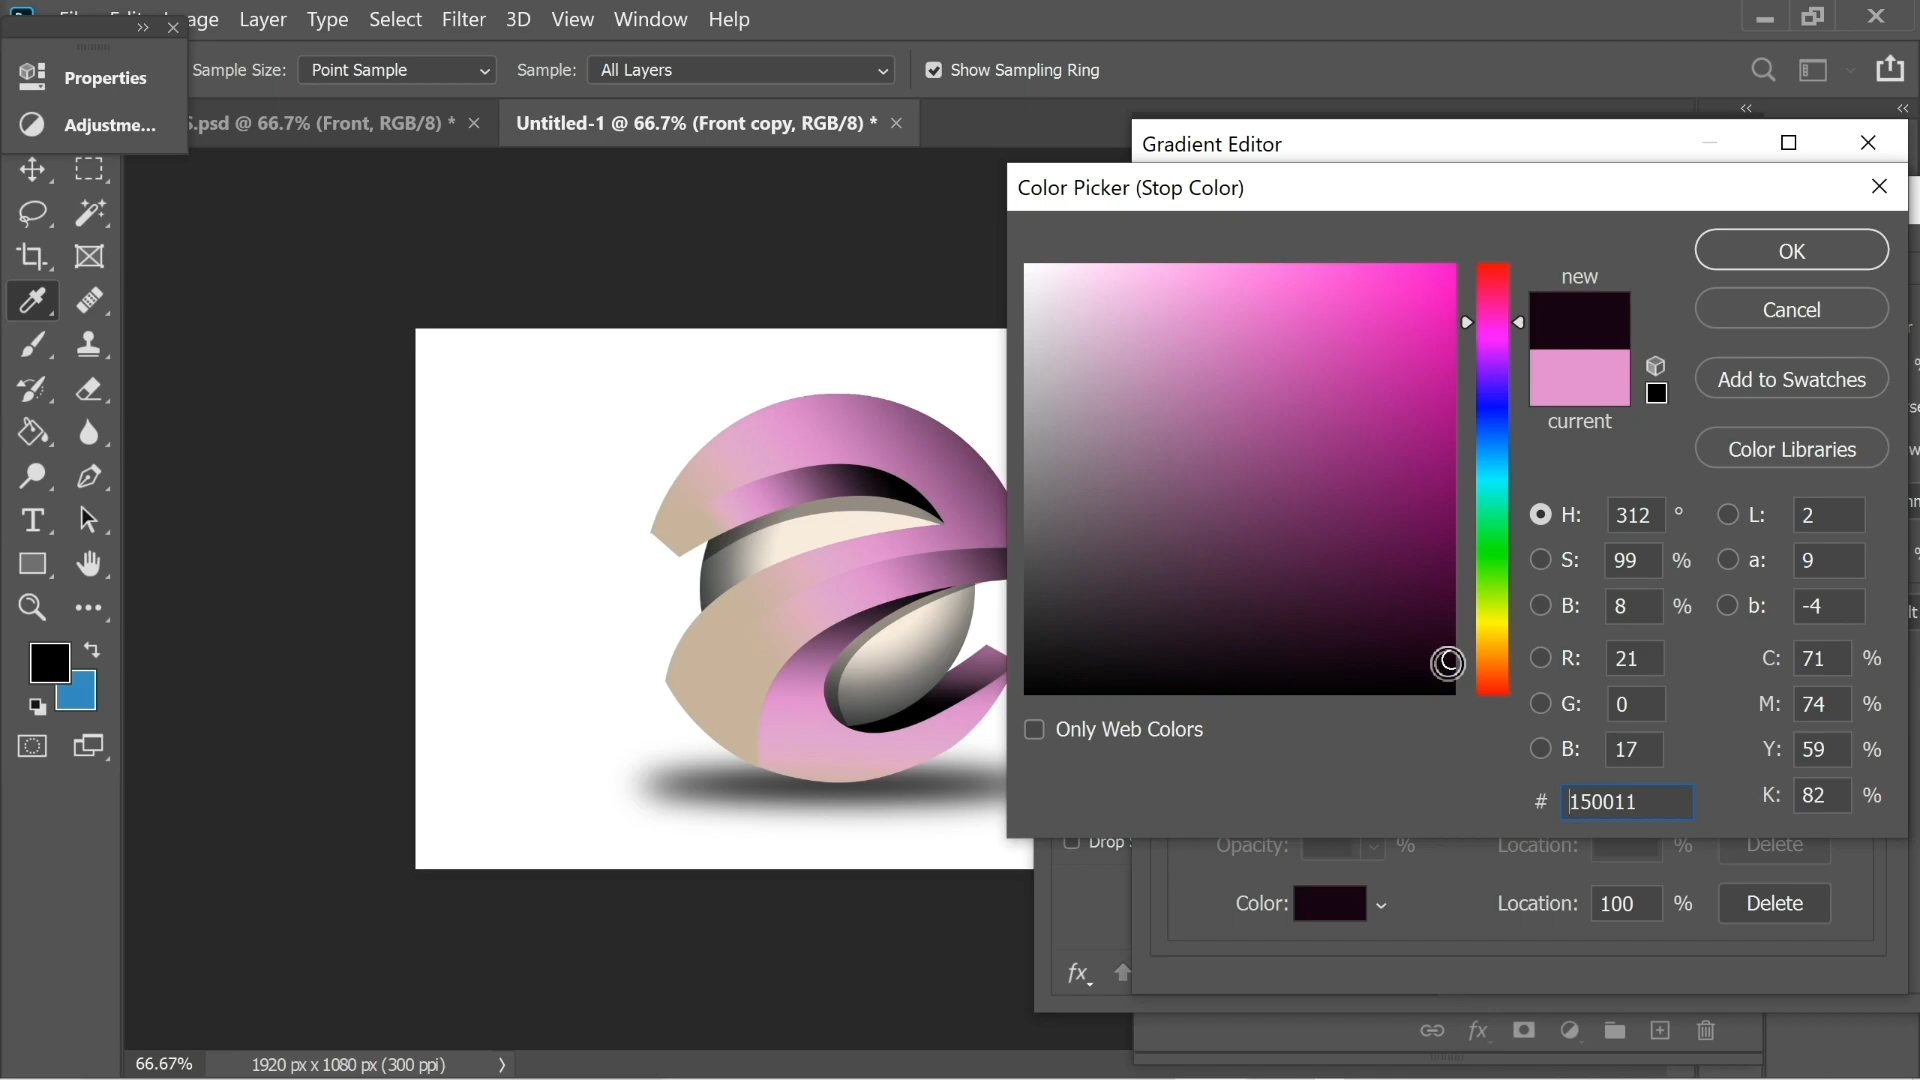 Layer Type Select Filter 3D View Window Help
Properties
Adjustme...
Sample Size: Point Sample Sample: All Layers Show Sampling Ring
.psd @ 66.7% (Front, RGB/8) * Untitled-1 @ 66.7% (Front copy, RGB/8) *
Gradient Editor
Color Picker (Stop Color)
OK
Cancel
Add to Swatches
Color Libraries
new
current
H: 312 °
S: 99 %
B: 8 %
R: 21
G: 0
B: 17
# 150011
L: 2
a: 9
b: -4
C: 71 %
M: 74 %
Y: 59 %
K: 82 %
Only Web Colors
Drop
Opacity: % Location: % Delete
Color: Location: 100 % Delete
fx
fx
66.67% 1920 px x 1080 px (300 ppi)